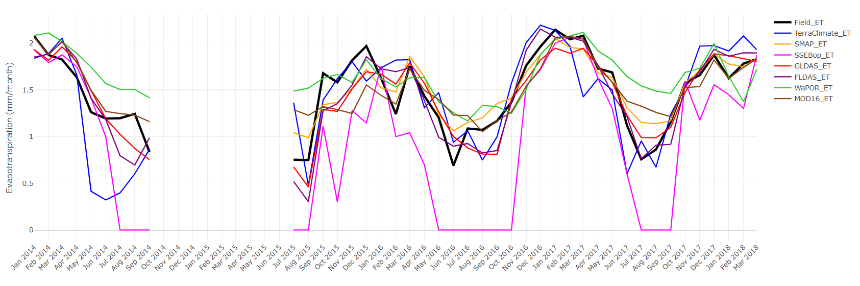 Evapotranspiration (mm/month)
2
1.5
1
0.5
0
Jan 2014
Feb 2014
Mar 2014
Apr 2014
May 2014
Jun 2014
Jul 2014
Aug 2014
Sep 2014
Oct 2014
Nov 2014
Dec 2014
Jan 2015
Feb 2015
Mar 2015
Apr 2015
May 2015
Jun 2015
Jul 2015
Aug 2015
Sep 2015
Oct 2015
Nov 2015
Dec 2015
Jan 2016
Feb 2016
Mar 2016
Apr 2016
May 2016
Jun 2016
Jul 2016
Aug 2016
Sep 2016
Oct 2016
Nov 2016
Dec 2016
Jan 2017
Feb 2017
Mar 2017
Apr 2017
May 2017
Jun 2017
Jul 2017
Aug 2017
Sep 2017
Oct 2017
Nov 2017
Dec 2017
Jan 2018
Feb 2018
Mar 2018
Field_ET
TerraClimate_ET
SMAP_ET
SSEBop_ET
GLDAS_ET
FLDAS_ET
WaPOR_ET
MOD16_ET